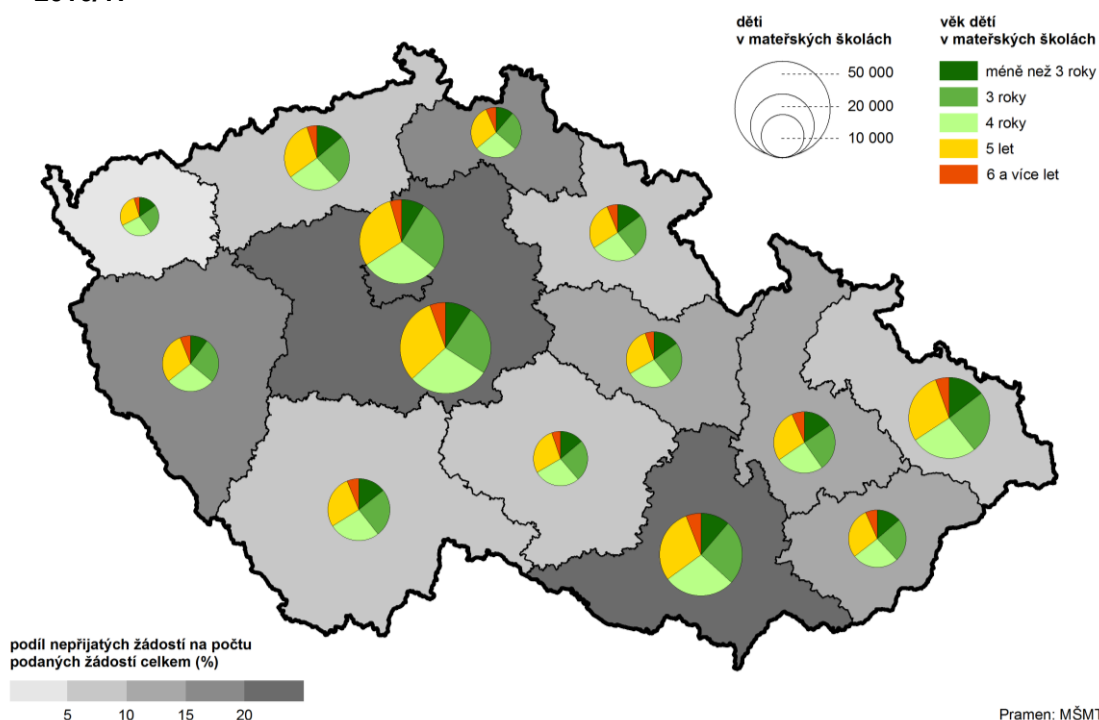 děti
v mateřských školách
50 000
20 000
10 000
věk dětí
v mateřských školách
méně než 3 roky
3 roky
4 roky
5 let
6 a více let
podíl nepřijatých žádostí na počtu
podaných žádostí celkem (%)
5 10 15 20
Pramen: MŠMT